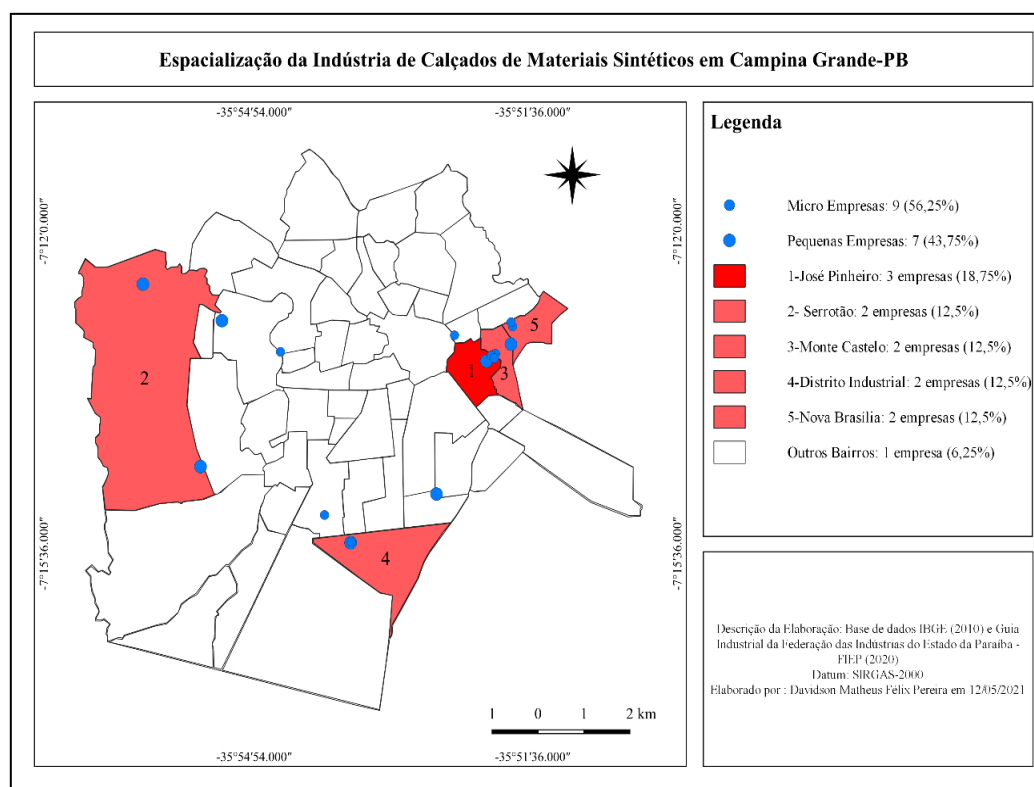 Espacialização da Indústria de Calçados de Materiais Sintéticos em Campina Grande-PB
-35°54'54.000"
-35°51'36.000"
-7°12'0.000"
-7°12'0.000"
5
1
3
2
4
-7°15'36.000"
-7°15'36.000"
1 0 1 2 km
-35°54'54.000"
-35°51'36.000"
Legenda
Micro Empresas: 9 (56,25%)
Pequenas Empresas: 7 (43,75%)
1-José Pinheiro: 3 empresas (18,75%)
2- Serrotão: 2 empresas (12,5%)
3-Monte Castelo: 2 empresas (12,5%)
4-Distrito Industrial: 2 empresas (12,5%)
5-Nova Brasilia: 2 empresas (12,5%)
Outros Bairros: 1 empresa (6,25%)
Descrição da Elaboração: Base de dados IBGE (2010) e Guia
Industrial da Federação das Indústrias do Estado da Paraíba -
FIEP (2020)
Datum: SIRGAS-2000
Elaborado por : Davidson Matheus Félix Pereira em 12/05/2021